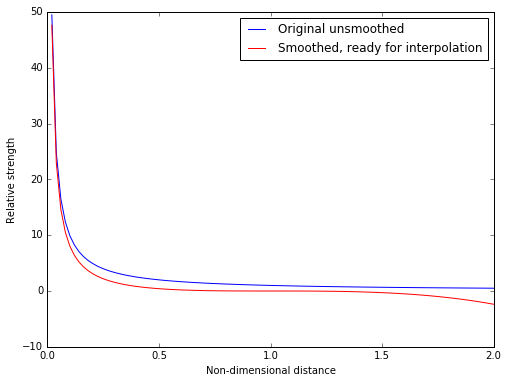 50
40
30
20
10
0
−10
Relative strength
Original unsmoothed
Smoothed, ready for interpolation
0.0 0.5 1.0 1.5 2.0
Non-dimensional distance